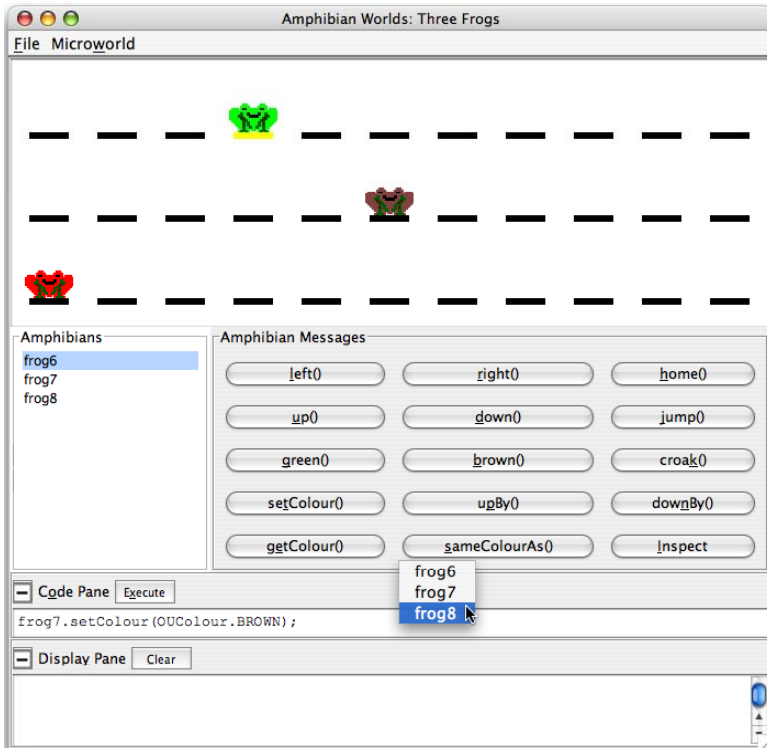 Amphibian Worlds: Three Frogs
File Microworld
Amphibians
frog6
frog7
frog8
Amphibian Messages
left() right() home()
up() down() jump()
green() brown() croak()
setColour() upBy() downBy()
getColour() sameColourAs() Inspect
frog6
frog7
frog8
Code Pane Execute
frog7.setColour(OUColour.BROWN);
Display Pane Clear